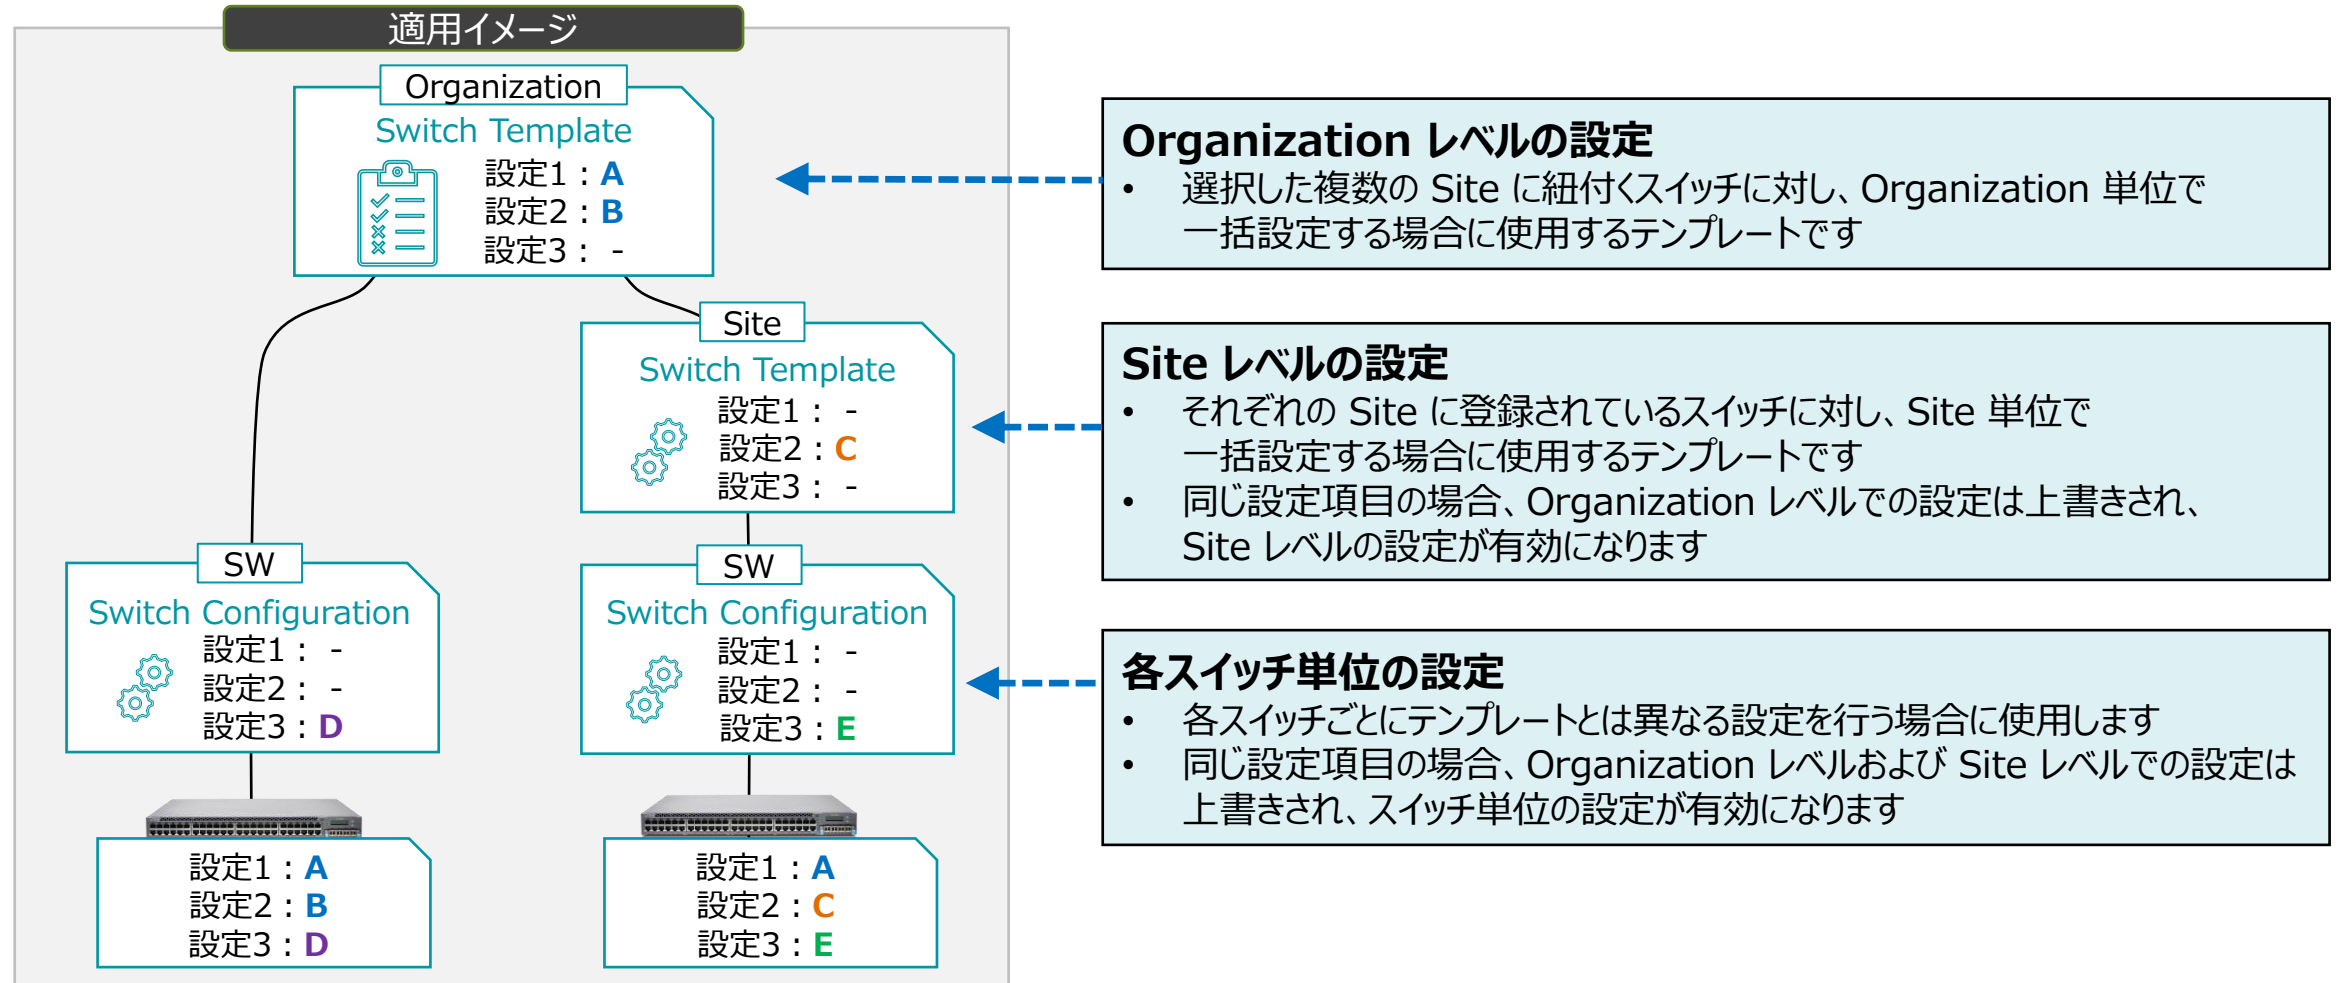 適用イメージ
Organization
Switch Template
設定1：A
設定2：B
設定3： -
Site
Switch Template
設定1： -
設定2：C
設定3： -
SW
Switch Configuration
設定1： -
設定2： -
設定3：D
SW
Switch Configuration
設定1： -
設定2： -
設定3：E
設定1：A
設定2：B
設定3：D
設定1：A
設定2：C
設定3：E
Organization レベルの設定
• 選択した複数の Site に紐付くスイッチに対し、Organization 単位で
一括設定する場合に使用するテンプレートです
Site レベルの設定
• それぞれの Site に登録されているスイッチに対し、Site 単位で
一括設定する場合に使用するテンプレートです
• 同じ設定項目の場合、Organization レベルでの設定は上書きされ、
Site レベルの設定が有効になります
各スイッチ単位の設定
• 各スイッチごとにテンプレートとは異なる設定を行う場合に使用します
• 同じ設定項目の場合、Organization レベルおよび Site レベルでの設定は
上書きされ、スイッチ単位の設定が有効になります